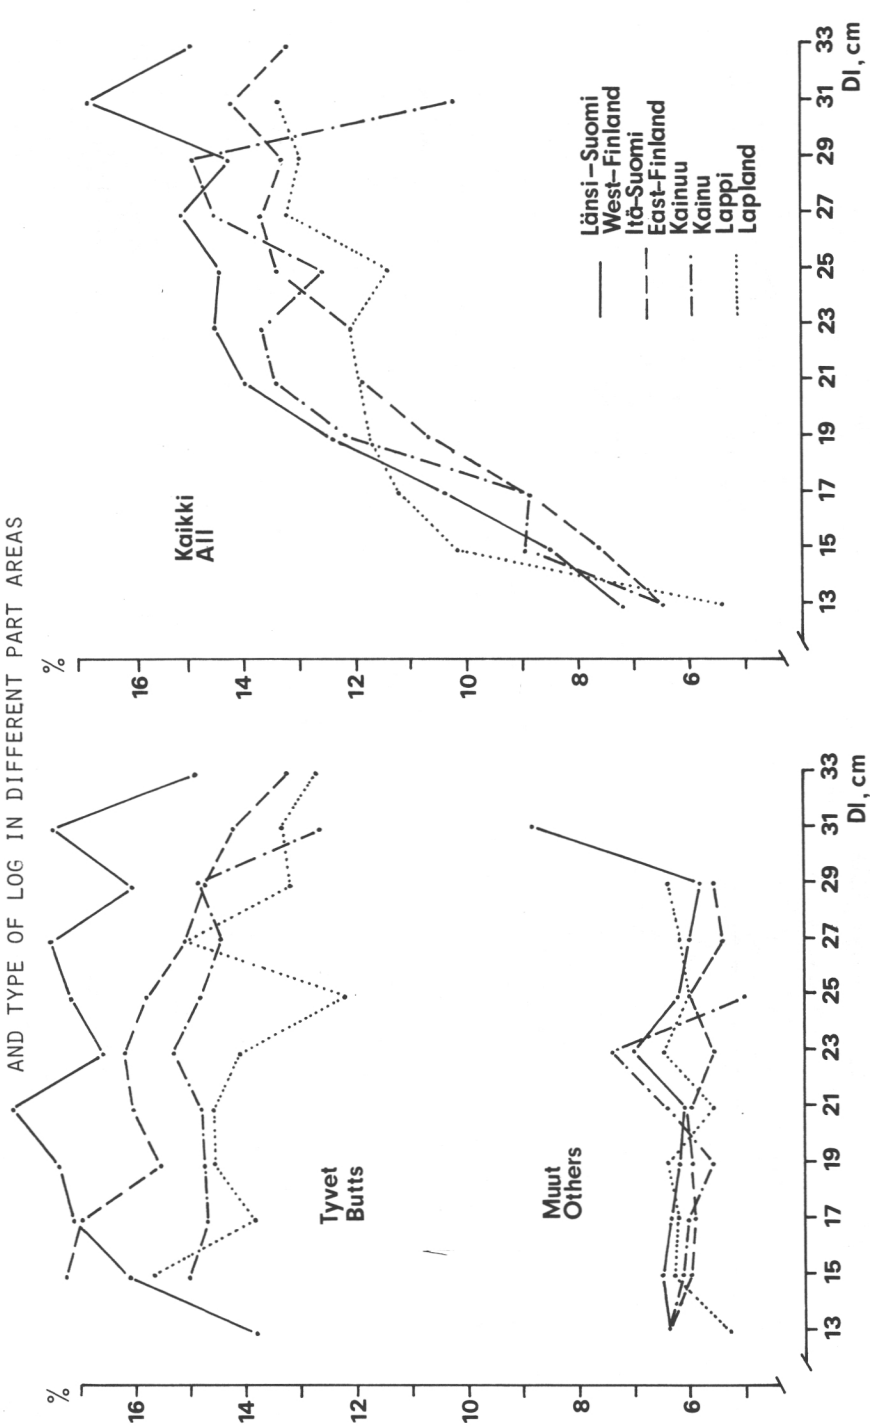 AND TYPE OF LOG IN DIFFERENT PART AREAS
%
16
14
12
10
8
6
Tyvet
Butts
Muut
Others
13
15
17
19
21
23
25
27
29
31
33
DI, cm
%
16
14
12
10
8
6
Kaikki
All
Länsi-Suomi
West-Finland
Itä-Suomi
East-Finland
Kainuu
Kainu
Lappi
Lapland
13
15
17
19
21
23
25
27
29
31
33
DI, cm